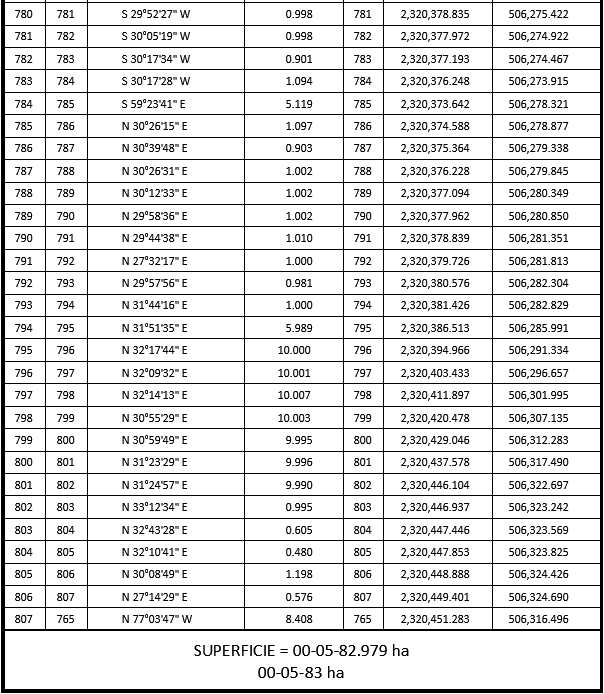 780 781 S 29°52'27" W 0.998 781 2,320,378.835 506,275.422
781 782 S 30°05'19" W 0.998 782 2,320,377.972 506,274.922
782 783 S 30°17'34" W 0.901 783 2,320,377.193 506,274.467
783 784 S 30°17'28" W 1.094 784 2,320,376.248 506,273.915
784 785 S 59°23'41" E 5.119 785 2,320,373.642 506,278.321
785 786 N 30°26'15" E 1.097 786 2,320,374.588 506,278.877
786 787 N 30°39'48" E 0.903 787 2,320,375.364 506,279.338
787 788 N 30°26'31" E 1.002 788 2,320,376.228 506,279.845
788 789 N 30°12'33" E 1.002 789 2,320,377.094 506,280.349
789 790 N 29°58'36" E 1.002 790 2,320,377.962 506,280.850
790 791 N 29°44'38" E 1.010 791 2,320,378.839 506,281.351
791 792 N 27°32'17" E 1.000 792 2,320,379.726 506,281.813
792 793 N 29°57'56" E 0.981 793 2,320,380.576 506,282.304
793 794 N 31°44'16" E 1.000 794 2,320,381.426 506,282.829
794 795 N 31°51'35" E 5.989 795 2,320,386.513 506,285.991
795 796 N 32°17'44" E 10.000 796 2,320,394.966 506,291.334
796 797 N 32°09'32" E 10.001 797 2,320,403.433 506,296.657
797 798 N 32°14'13" E 10.007 798 2,320,411.897 506,301.995
798 799 N 30°55'29" E 10.003 799 2,320,420.478 506,307.135
799 800 N 30°59'49" E 9.995 800 2,320,429.046 506,312.283
800 801 N 31°23'29" E 9.996 801 2,320,437.578 506,317.490
801 802 N 31°24'57" E 9.990 802 2,320,446.104 506,322.697
802 803 N 33°12'34" E 0.995 803 2,320,446.937 506,323.242
803 804 N 32°43'28" E 0.605 804 2,320,447.446 506,323.569
804 805 N 32°10'41" E 0.480 805 2,320,447.853 506,323.825
805 806 N 30°08'49" E 1.198 806 2,320,448.888 506,324.426
806 807 N 27°14'29" E 0.576 807 2,320,449.401 506,324.690
807 765 N 77°03'47" W 8.408 765 2,320,451.283 506,316.496
SUPERFICIE = 00-05-82.979 ha
00-05-83 ha